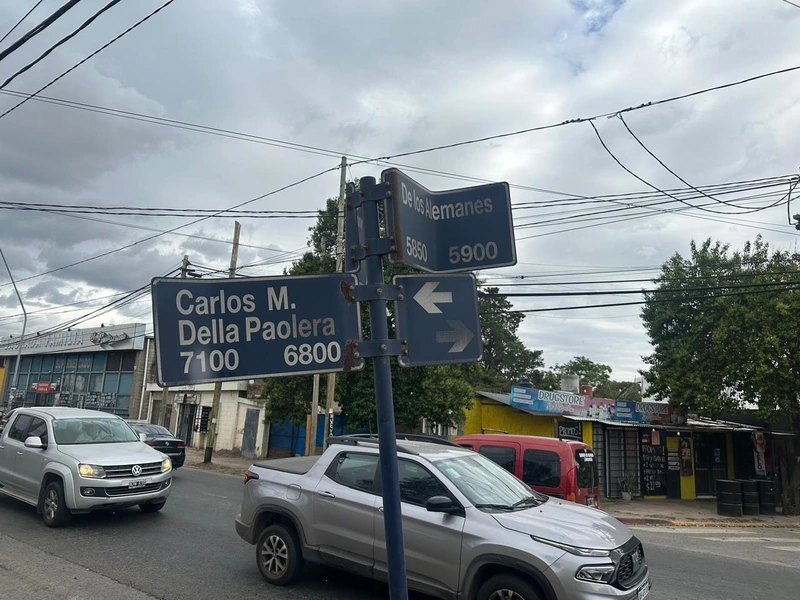 De los Alemanes
5850 5900
Carlos M.
Della Paolera
7100 6800
DRUGSTORE